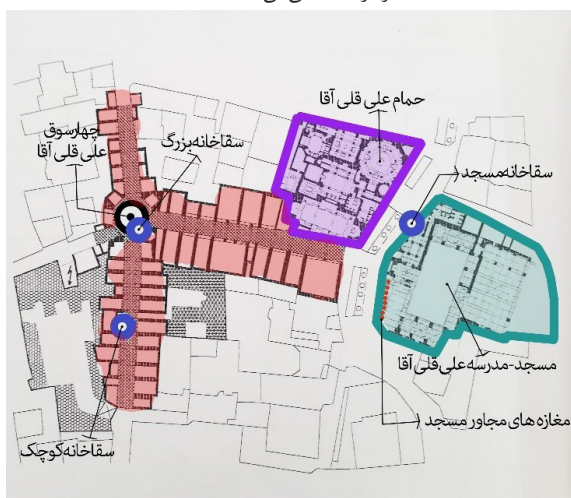 حمام علی قلی آقا
چهارسوق
علی قلی آقا
سقاخانه بزرگ
سقاخانه مسجد
مسجد-مدرسه علی قلی آقا
مغازه های مجاور مسجد
سقاخانه کوچک